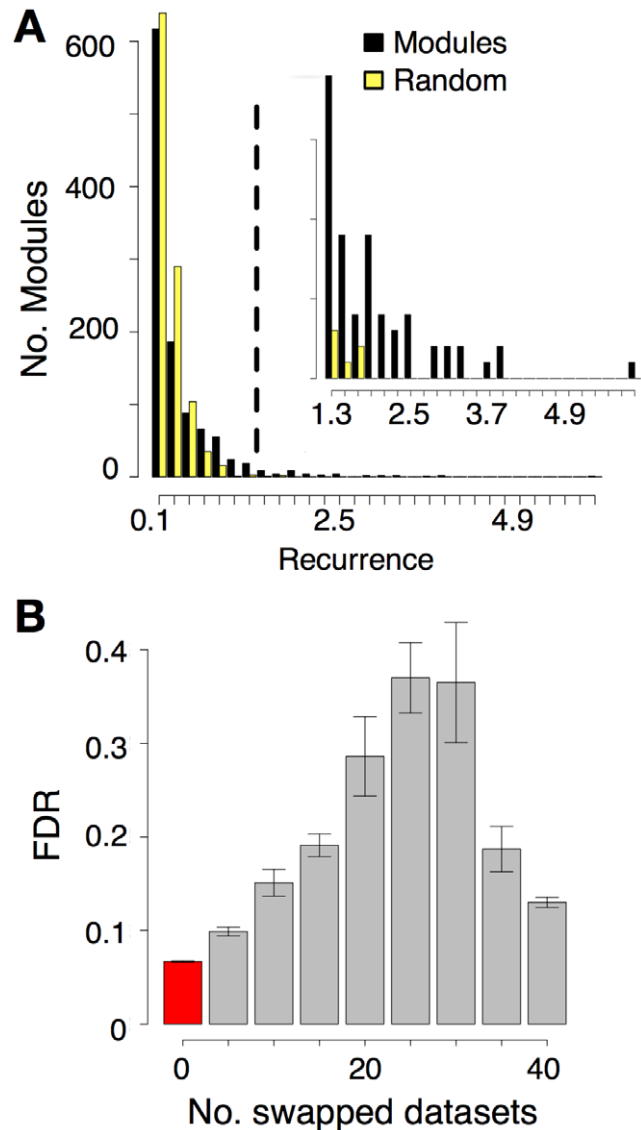 A
Modules
Random
No. Modules
600
400
200
0
1.3 2.5 3.7 4.9
0.1 2.5 4.9
Recurrence
B
FDR
0.4
0.3
0.2
0.1
0
0 20 40
No. swapped datasets